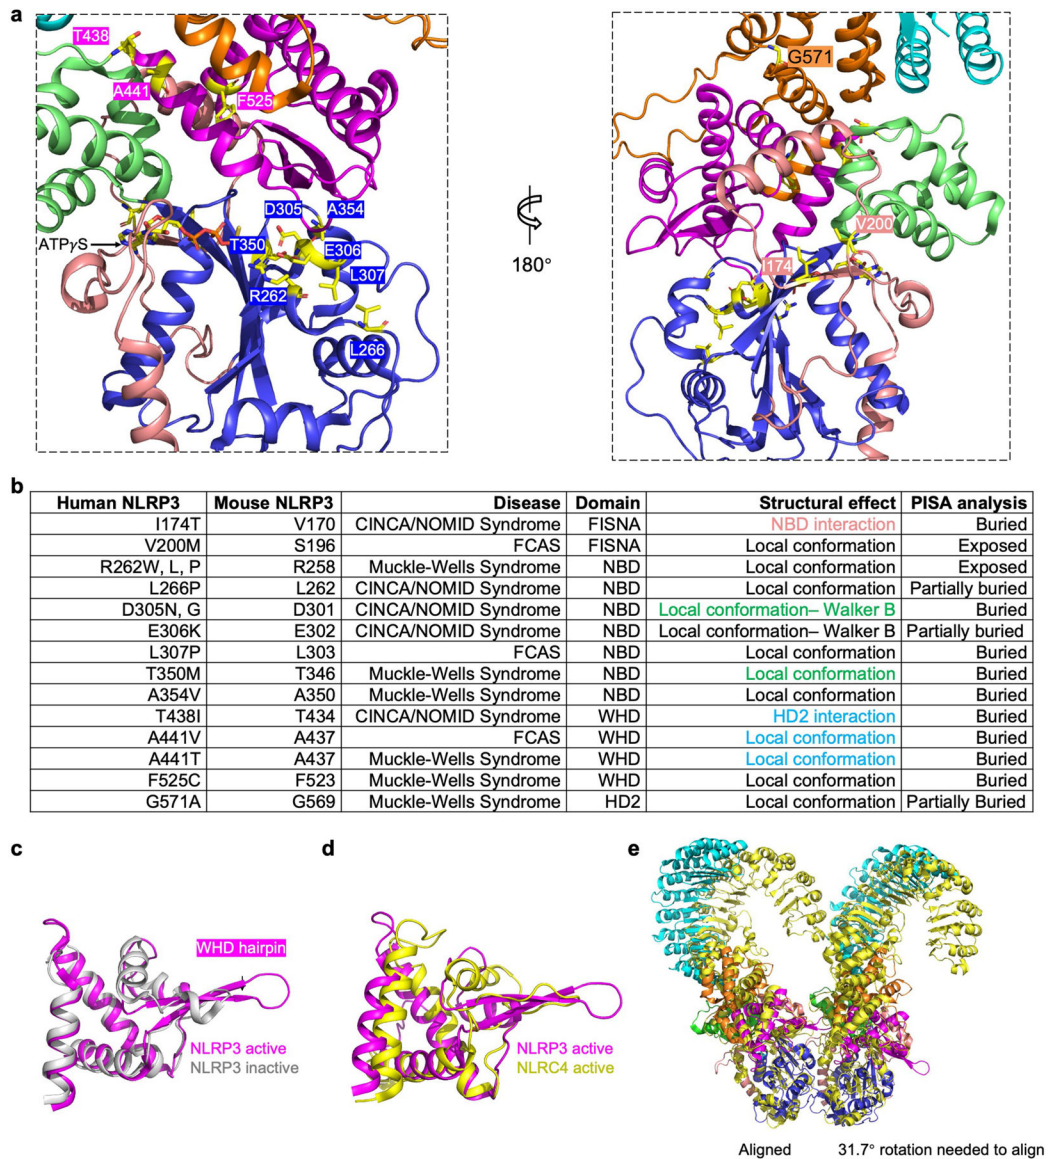 a
T438
A441
F525
D305
A354
ATPγS
T350
E306
L307
R262
L266
180°
G571
V200
I174
b
Human NLRP3 Mouse NLRP3 Disease Domain Structural effect PISA analysis
I174T V170 CINCA/NOMID Syndrome FISNA NBD interaction Buried
V200M S196 FCAS FISNA Local conformation Exposed
R262W, L, P R258 Muckle-Wells Syndrome NBD Local conformation Exposed
L266P L262 CINCA/NOMID Syndrome NBD Local conformation Partially buried
D305N, G D301 CINCA/NOMID Syndrome NBD Local conformation– Walker B Buried
E306K E302 CINCA/NOMID Syndrome NBD Local conformation– Walker B Partially buried
L307P L303 FCAS NBD Local conformation Buried
T350M T346 Muckle-Wells Syndrome NBD Local conformation Buried
A354V A350 Muckle-Wells Syndrome NBD Local conformation Buried
T438I T434 CINCA/NOMID Syndrome WHD HD2 interaction Buried
A441V A437 FCAS WHD Local conformation Buried
A441T A437 Muckle-Wells Syndrome WHD Local conformation Buried
F525C F523 Muckle-Wells Syndrome WHD Local conformation Buried
G571A G569 Muckle-Wells Syndrome HD2 Local conformation Partially Buried
c
WHD hairpin
NLRP3 active
NLRP3 inactive
d
NLRP3 active
NLRC4 active
e
Aligned
31.7° rotation needed to align